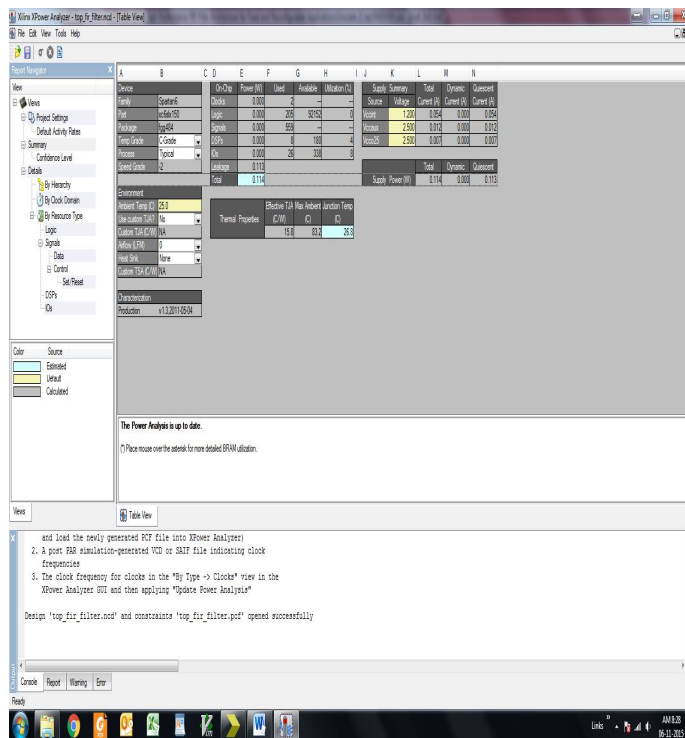 Xilinx XPower Analyzer - top_fir_filter.ncd - [Table View]
File Edit View Tools Help
Report Navigator X
View
Views
Project Settings
Default Activity Rates
Summary
Confidence Level
Details
By Hierarchy
By Clock Domain
By Resource Type
Logic
Signals
Data
Control
Set/Reset
DSPs
IOs
Color Source
Estimated
Default
Calculated
Views
A B C D E F G H I J K L M N
Device
Family Spartan6
Part xc6slx150
Package fgg484
Temp Grade C-Grade
Process Typical
Speed Grade -2
Environment
Ambient Temp (C) 25.0
Use custom TJA? No
Custom TJA (C/W) NA
Airflow (LFM) 0
Heat Sink None
Custom TSA (C/W) NA
Characterization
Production v1.3,2011-05-04
On-Chip Power (W) Used Available Utilization (%)
Clocks 0.000 2 --- ---
Logic 0.000 205 92152 0
Signals 0.000 559 --- ---
DSPs 0.000 8 180 4
IOs 0.000 26 338 8
Leakage 0.113
Total 0.114
Effective TJA Max Ambient Junction Temp
Thermal Properties (C/W) (C) (C)
15.0 83.2 26.8
Supply Summary Total Dynamic Quiescent
Source Voltage Current (A) Current (A) Current (A)
Vccint 1.200 0.054 0.000 0.054
Vccaux 2.500 0.012 0.000 0.012
Vcco25 2.500 0.007 0.000 0.007
Total Dynamic Quiescent
Supply Power (W) 0.114 0.000 0.113
The Power Analysis is up to date.
(*) Place mouse over the asterisk for more detailed BRAM utilization.
Table View
and load the newly generated PCF file into XPower Analyzer)
2. A post PAR simulation-generated VCD or SAIF file indicating clock
frequencies
3. The clock frequency for clocks in the "By Type -> Clocks" view in the
XPower Analyzer GUI and then applying "Update Power Analysis"
Design 'top_fir_filter.ncd' and constraints 'top_fir_filter.pcf' opened successfully
Output
Console Report Warning Error
Ready
Links
AM 8:28
06-11-2015